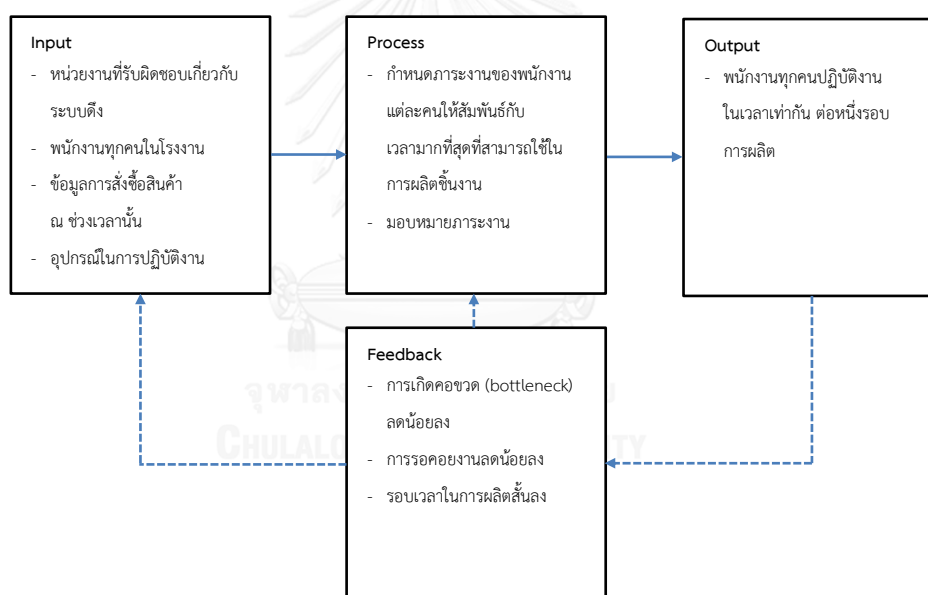 Input
- หน่วยงานที่รับผิดชอบเกี่ยวกับ
ระบบดึง
- พนักงานทุกคนในโรงงาน
- ข้อมูลการสั่งซื้อสินค้า
ณ ช่วงเวลานั้น
- อุปกรณ์ในการปฏิบัติงาน
Process
- กำหนดภาระงานของพนักงาน
แต่ละคนให้สัมพันธ์กับ
เวลามากที่สุดที่สามารถใช้ใน
การผลิตชิ้นงาน
- มอบหมายภาระงาน
Output
- พนักงานทุกคนปฏิบัติงาน
ในเวลาเท่ากัน ต่อหนึ่งรอบ
การผลิต
Feedback
- การเกิดคอขวด (bottleneck)
ลดน้อยลง
- การรอคอยงานลดน้อยลง
- รอบเวลาในการผลิตสั้นลง